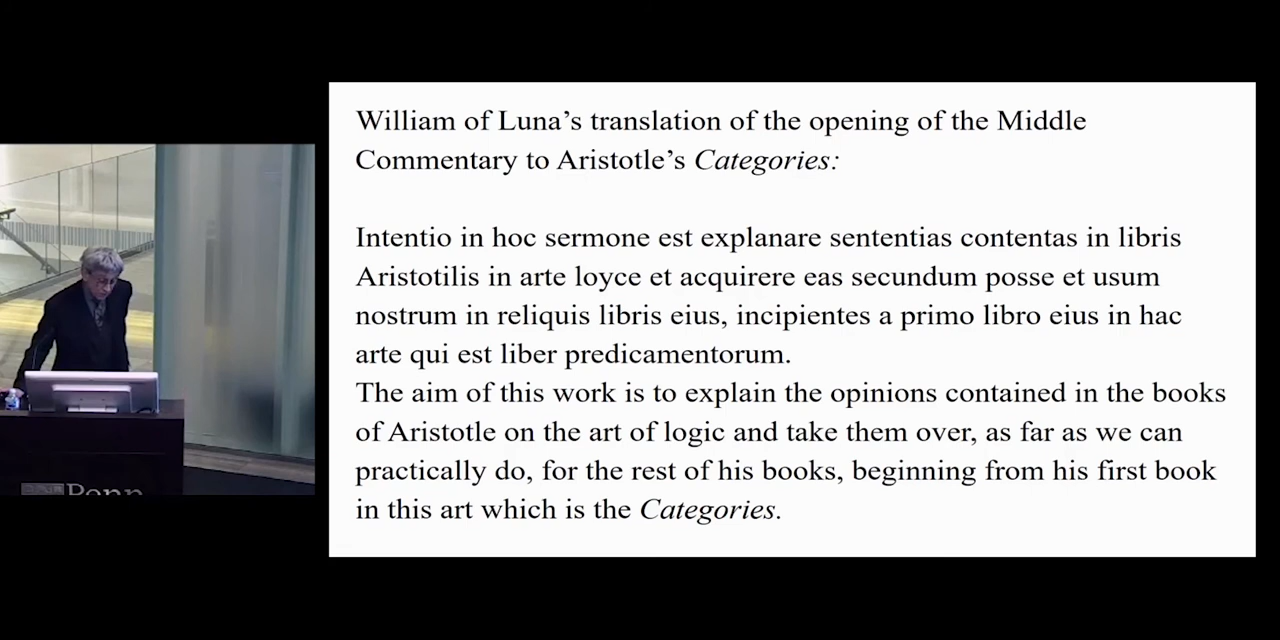 William of Luna's translation of the opening of the Middle
Commentary to Aristotle's Categories:
Intentio in hoc sermone est explanare sententias contentas in libris
Aristotilis in arte loyce et acquirere eas secundum posse et usum
nostrum in reliquis libris eius, incipientes a primo libro eius in hac
arte qui est liber predicamentorum.
The aim of this work is to explain the opinions contained in the books
of Aristotle on the art of logic and take them over, as far as we can
practically do, for the rest of his books, beginning from his first book
in this art which is the Categories.
Penn